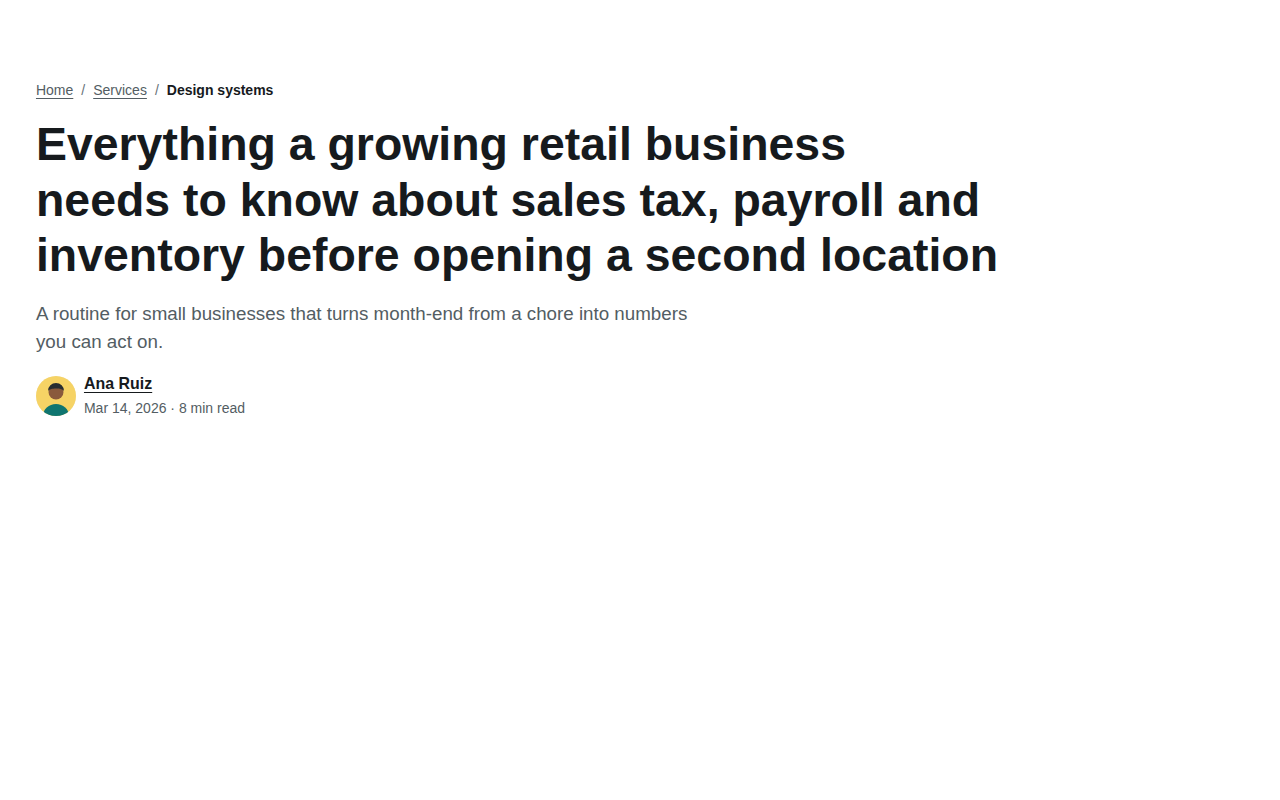 Home / Services / Design systems
Everything a growing retail business
needs to know about sales tax, payroll and
inventory before opening a second location
A routine for small businesses that turns month-end from a chore into numbers
you can act on.
Ana Ruiz
Mar 14, 2026 · 8 min read